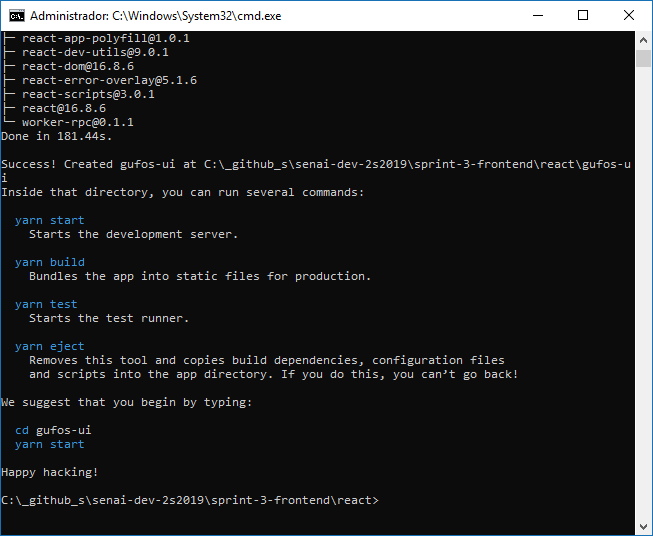 Administrador: C:\Windows\System32\cmd.exe
├─ react-app-polyfill@1.0.1
├─ react-dev-utils@9.0.1
├─ react-dom@16.8.6
├─ react-error-overlay@5.1.6
├─ react-scripts@3.0.1
├─ react@16.8.6
└─ worker-rpc@0.1.1
Done in 181.44s.

Success! Created gufos-ui at C:\_github_s\senai-dev-2s2019\sprint-3-frontend\react\gufos-u
i
Inside that directory, you can run several commands:

  yarn start
    Starts the development server.

  yarn build
    Bundles the app into static files for production.

  yarn test
    Starts the test runner.

  yarn eject
    Removes this tool and copies build dependencies, configuration files
    and scripts into the app directory. If you do this, you can’t go back!

We suggest that you begin by typing:

  cd gufos-ui
  yarn start

Happy hacking!

C:\_github_s\senai-dev-2s2019\sprint-3-frontend\react>